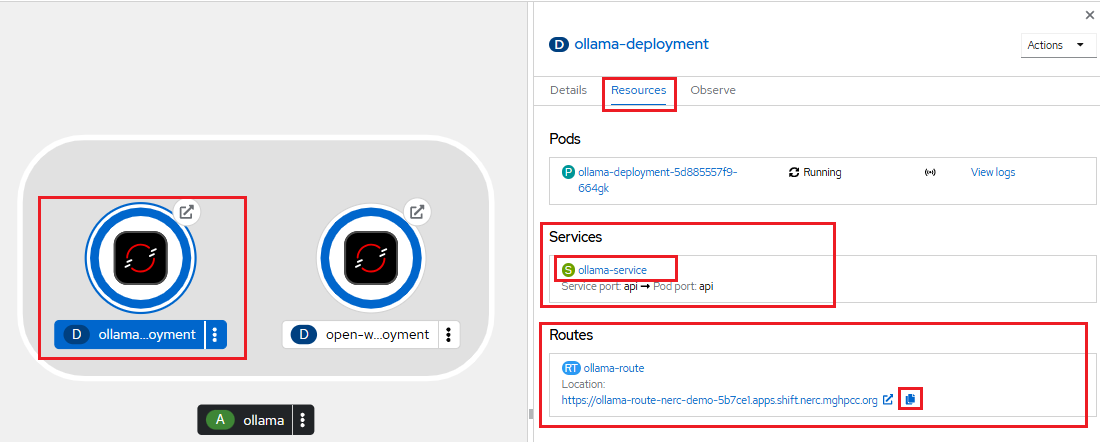 D ollama...oyment
D open-w...oyment
A ollama
D ollama-deployment
Actions
Details Resources Observe
Pods
P ollama-deployment-5d885557f9-
664gk
Running
View logs
Services
S ollama-service
Service port: api → Pod port: api
Routes
RT ollama-route
Location:
https://ollama-route-nerc-demo-5b7ce1.apps.shift.nerc.mghpcc.org